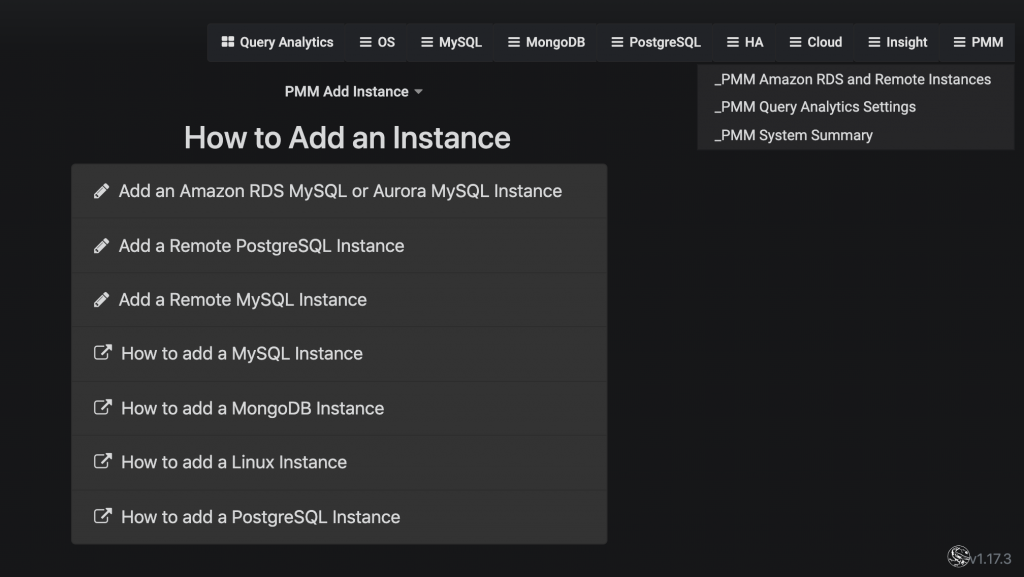 Query Analytics OS MySQL MongoDB PostgreSQL HA Cloud Insight PMM
_PMM Amazon RDS and Remote Instances
_PMM Query Analytics Settings
_PMM System Summary
PMM Add Instance
How to Add an Instance
Add an Amazon RDS MySQL or Aurora MySQL Instance
Add a Remote PostgreSQL Instance
Add a Remote MySQL Instance
How to add a MySQL Instance
How to add a MongoDB Instance
How to add a Linux Instance
How to add a PostgreSQL Instance
v1.17.3